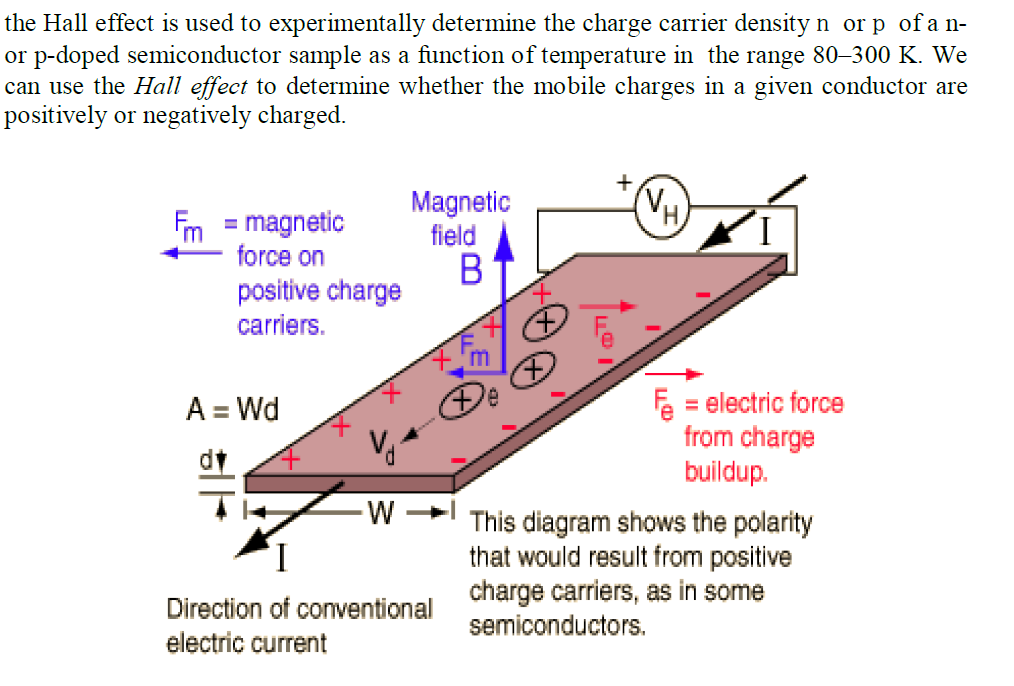 the Hall effect is used to experimentally determine the charge carrier density n or p of a n-
or p-doped semiconductor sample as a function of temperature in the range 80–300 K. We
can use the Hall effect to determine whether the mobile charges in a given conductor are
positively or negatively charged.
Fm = magnetic
force on
positive charge
carriers.
Magnetic
field
B
+
VH
I
+
+
+
+
+
+
Fm
+
+
+
e
Fe
-
-
-
-
-
-
Vd
A = Wd
d
W
I
Fe = electric force
from charge
buildup.
This diagram shows the polarity
that would result from positive
charge carriers, as in some
semiconductors.
Direction of conventional
electric current